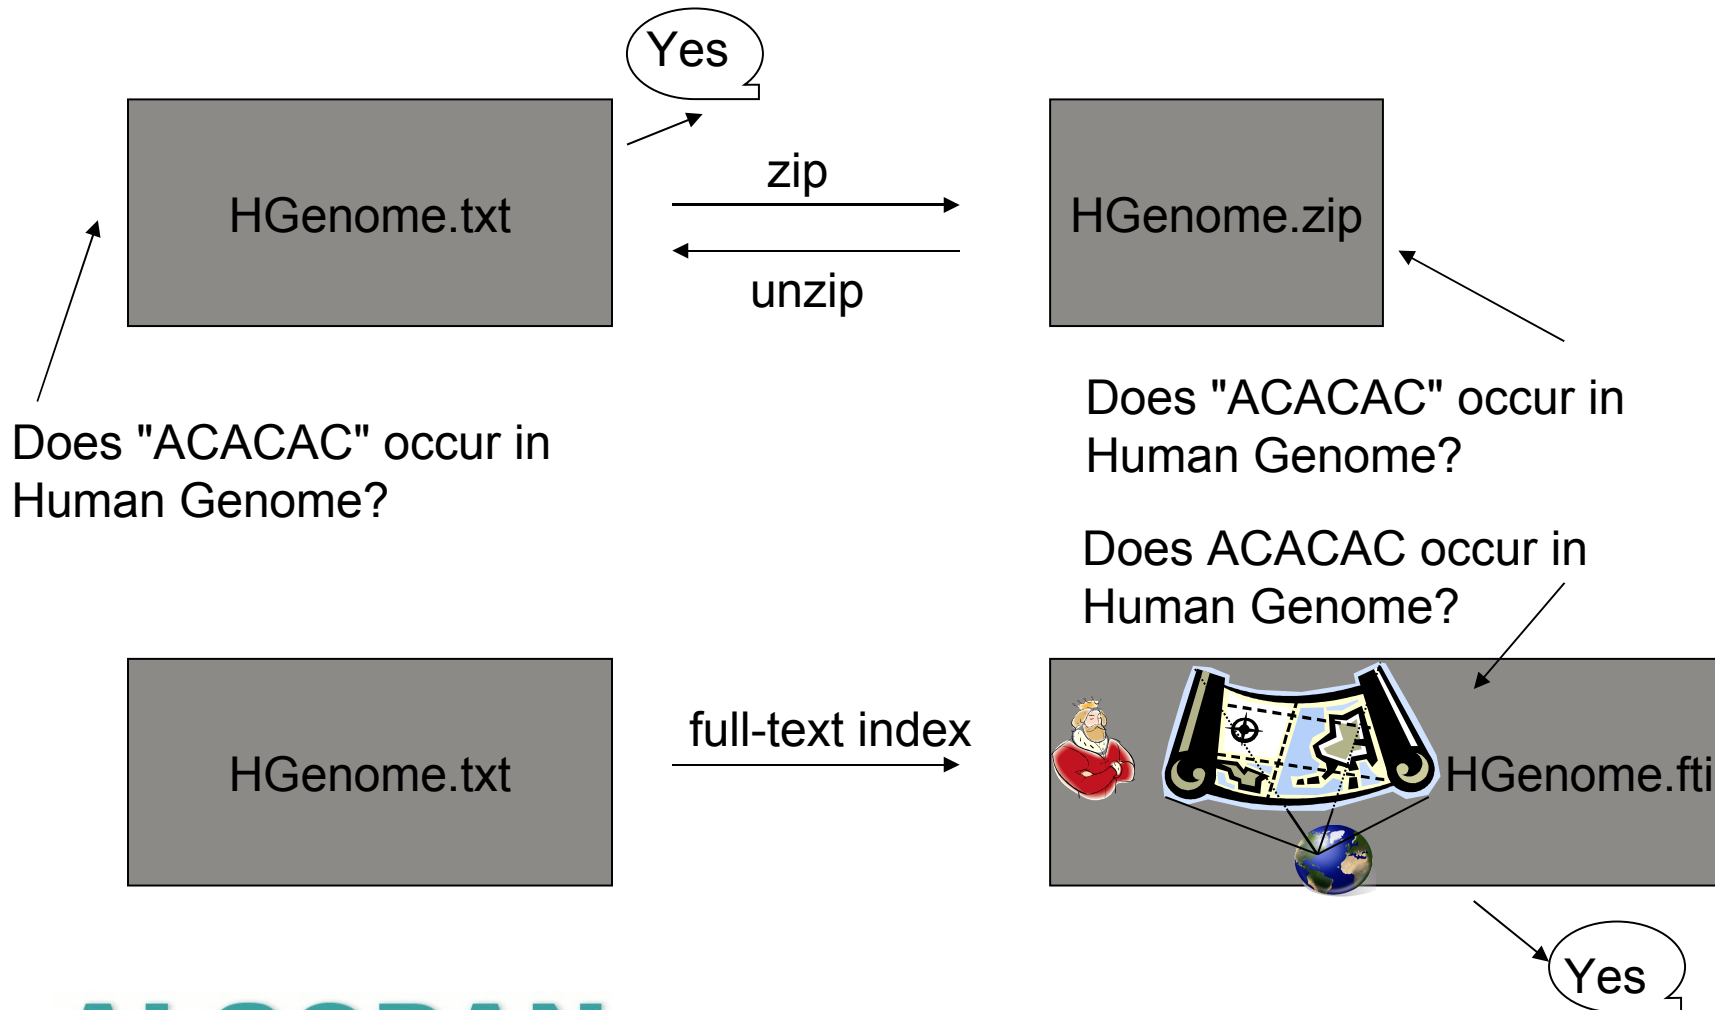 Yes
zip
HGenome.txt
HGenome.zip
unzip
Does "ACACAC" occur in
Human Genome?
Does "ACACAC" occur in
Human Genome?
Does ACACAC occur in
Human Genome?
full-text index
HGenome.txt
HGenome.fti
Yes